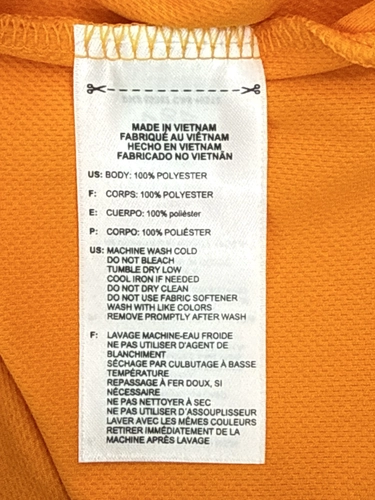 MADE IN VIETNAM
FABRIQUÉ AU VIÊTNAM
HECHO EN VIETNAM
FABRICADO NO VIETNÁN
US: BODY: 100% POLYESTER
F: CORPS: 100% POLYESTER
E: CUERPO: 100% poliéster
P: CORPO: 100% POLIÉSTER
US: MACHINE WASH COLD
DO NOT BLEACH
TUMBLE DRY LOW
COOL IRON IF NEEDED
DO NOT DRY CLEAN
DO NOT USE FABRIC SOFTENER
WASH WITH LIKE COLORS
REMOVE PROMPTLY AFTER WASH
F: LAVAGE MACHINE-EAU FROIDE
NE PAS UTILISER D'AGENT DE
BLANCHIMENT
SÉCHAGE PAR CULBUTAGE À BASSE
TEMPÉRATURE
REPASSAGE À FER DOUX, SI
NÉCESSAIRE
NE PAS NETTOYER À SEC
NE PAS UTILISER D'ASSOUPLISSEUR
LAVER AVEC LES MÊMES COULEURS
RETIRER IMMÉDIATEMENT DE LA
MACHINE APRÈS LAVAGE